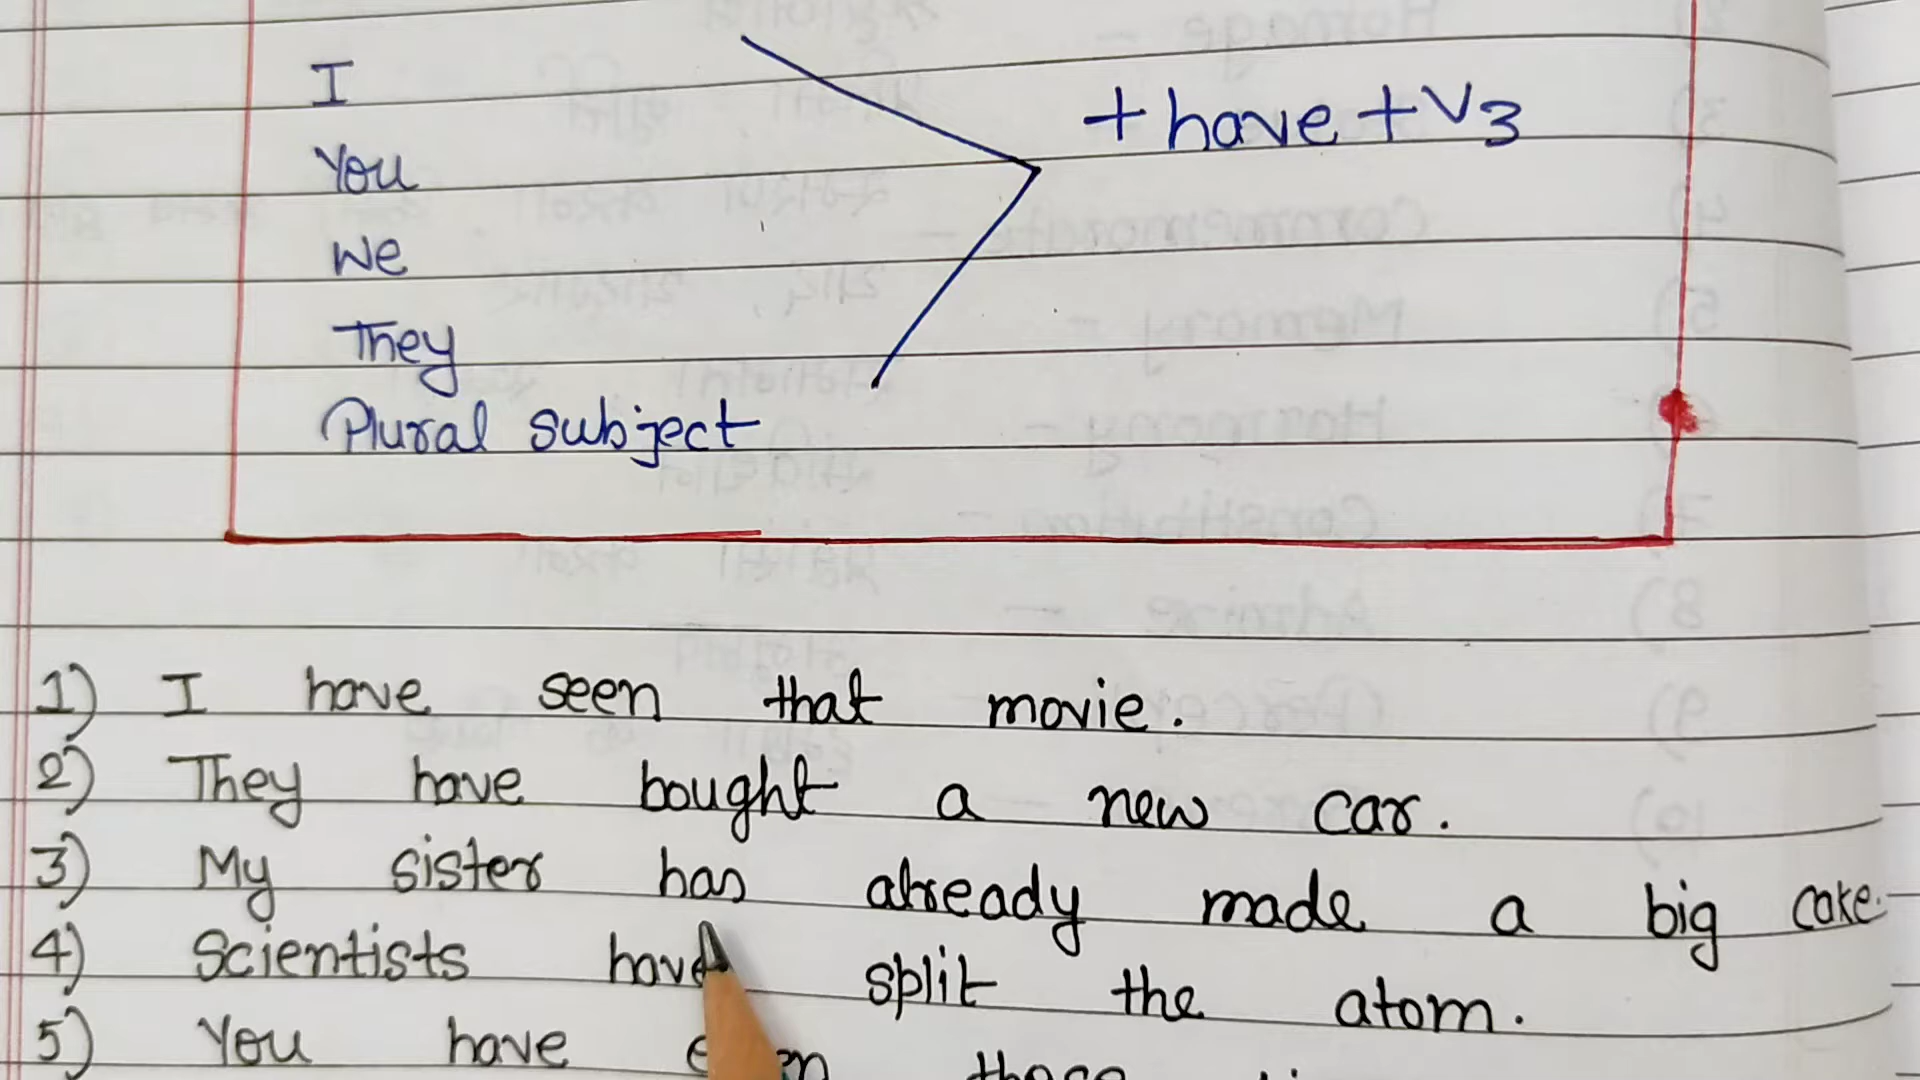 I
You
We
They
Plural subject
+ have + V3
1) I have seen that movie.
2) They have bought a new car.
3) My sister has already made a big cake.
4) Scientists have split the atom.
5) You have